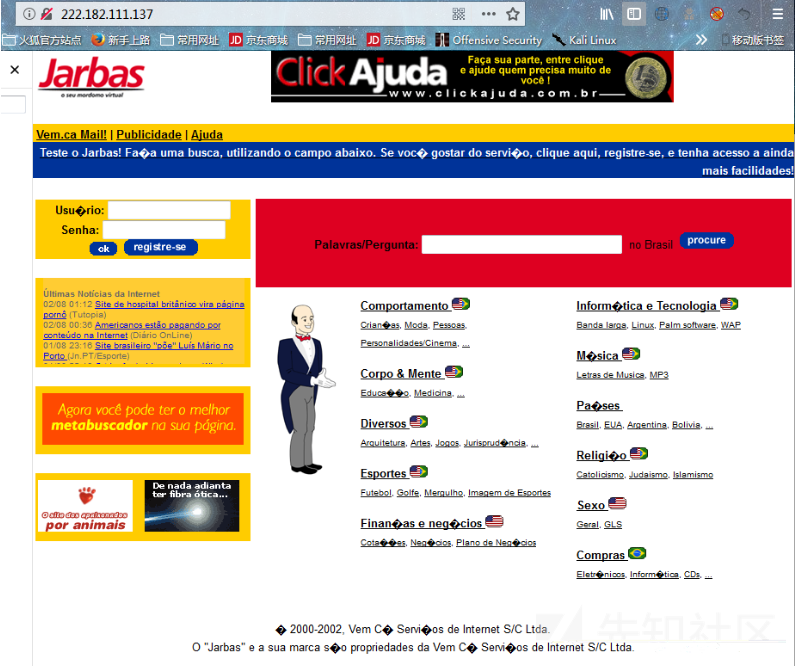 222.182.111.137
火狐官方站点 新手上路 常用网址 JD 京东商城 常用网址 JD 京东商城 Offensive Security Kali Linux 移动版书签
Jarbas
o seu mordomo virtual
ClickAjuda
Faça sua parte, entre clique
e ajude quem precisa muito de
você !
www.clickajuda.com.br
Vem.ca Mail! | Publicidade | Ajuda
Teste o Jarbas! Fa�a uma busca, utilizando o campo abaixo. Se voc� gostar do servi�o, clique aqui, registre-se, e tenha acesso a ainda
mais facilidades!
Usu�rio:
Senha:
ok registre-se
Palavras/Pergunta: no Brasil procure
Últimas Notícias da Internet
02/08 01:12 Site de hospital britânico vira página
pornô (Tutopia)
02/08 00:36 Americanos estão pagando por
conteúdo na Internet (Diário OnLine)
01/08 23:16 Site brasileiro "põe" Luís Mário no
Porto (Jn.PT/Esporte)
Agora você pode ter o melhor
metabuscador na sua página.
O site dos apaixonados
por animais
De nada adianta
ter fibra ótica...
Comportamento
Crian�as, Moda, Pessoas,
Personalidades/Cinema, ...
Corpo & Mente
Educa��o, Medicina, ...
Diversos
Arquitetura, Artes, Jogos, Jurisprud�ncia, ...
Esportes
Futebol, Golfe, Mergulho, Imagem de Esportes
Finan�as e neg�cios
Cota��es, Neg�cios, Plano de Neg�cios
Inform�tica e Tecnologia
Banda larga, Linux, Palm software, WAP
M�sica
Letras de Musica, MP3
Pa�ses
Brasil, EUA, Argentina, Bolivia, ...
Religi�o
Catolicismo, Judaismo, Islamismo
Sexo
Geral, GLS
Compras
Eletr�nicos, Inform�tica, CDs, ...
� 2000-2002, Vem C� Servi�os de Internet S/C Ltda.
O "Jarbas" e a sua marca s�o propriedades da Vem C� Servi�os de Internet S/C Ltda.
先知社区